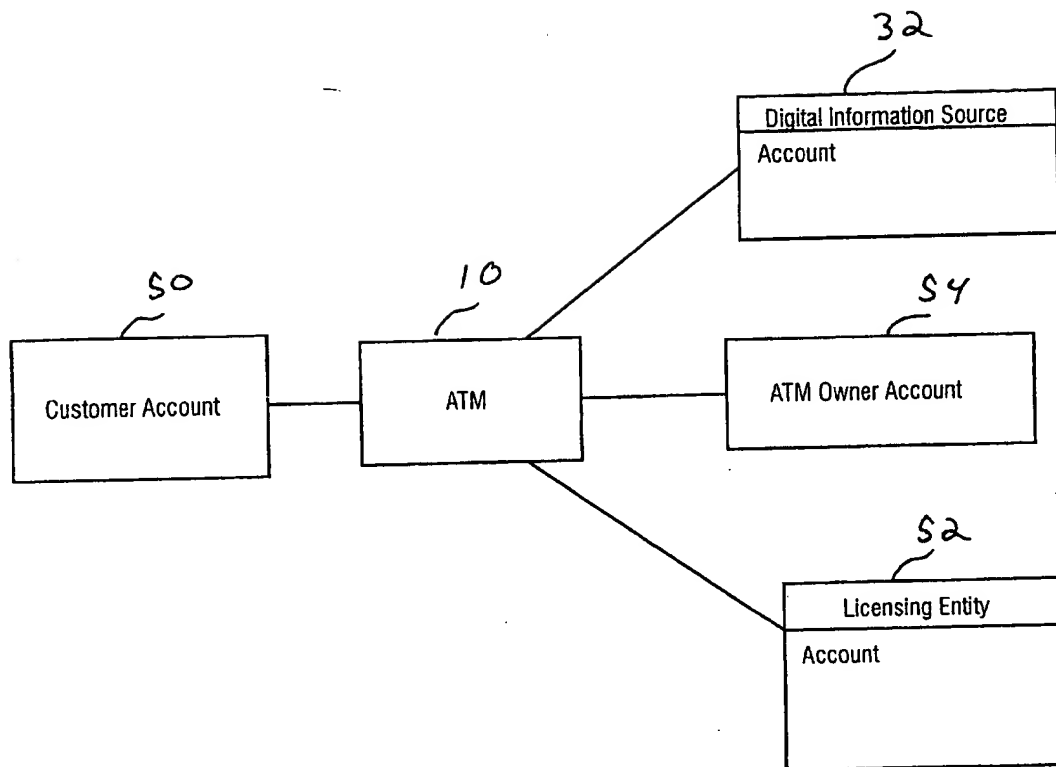 32
Digital Information Source
Account
50
10
54
Customer Account
ATM
ATM Owner Account
52
Licensing Entity
Account